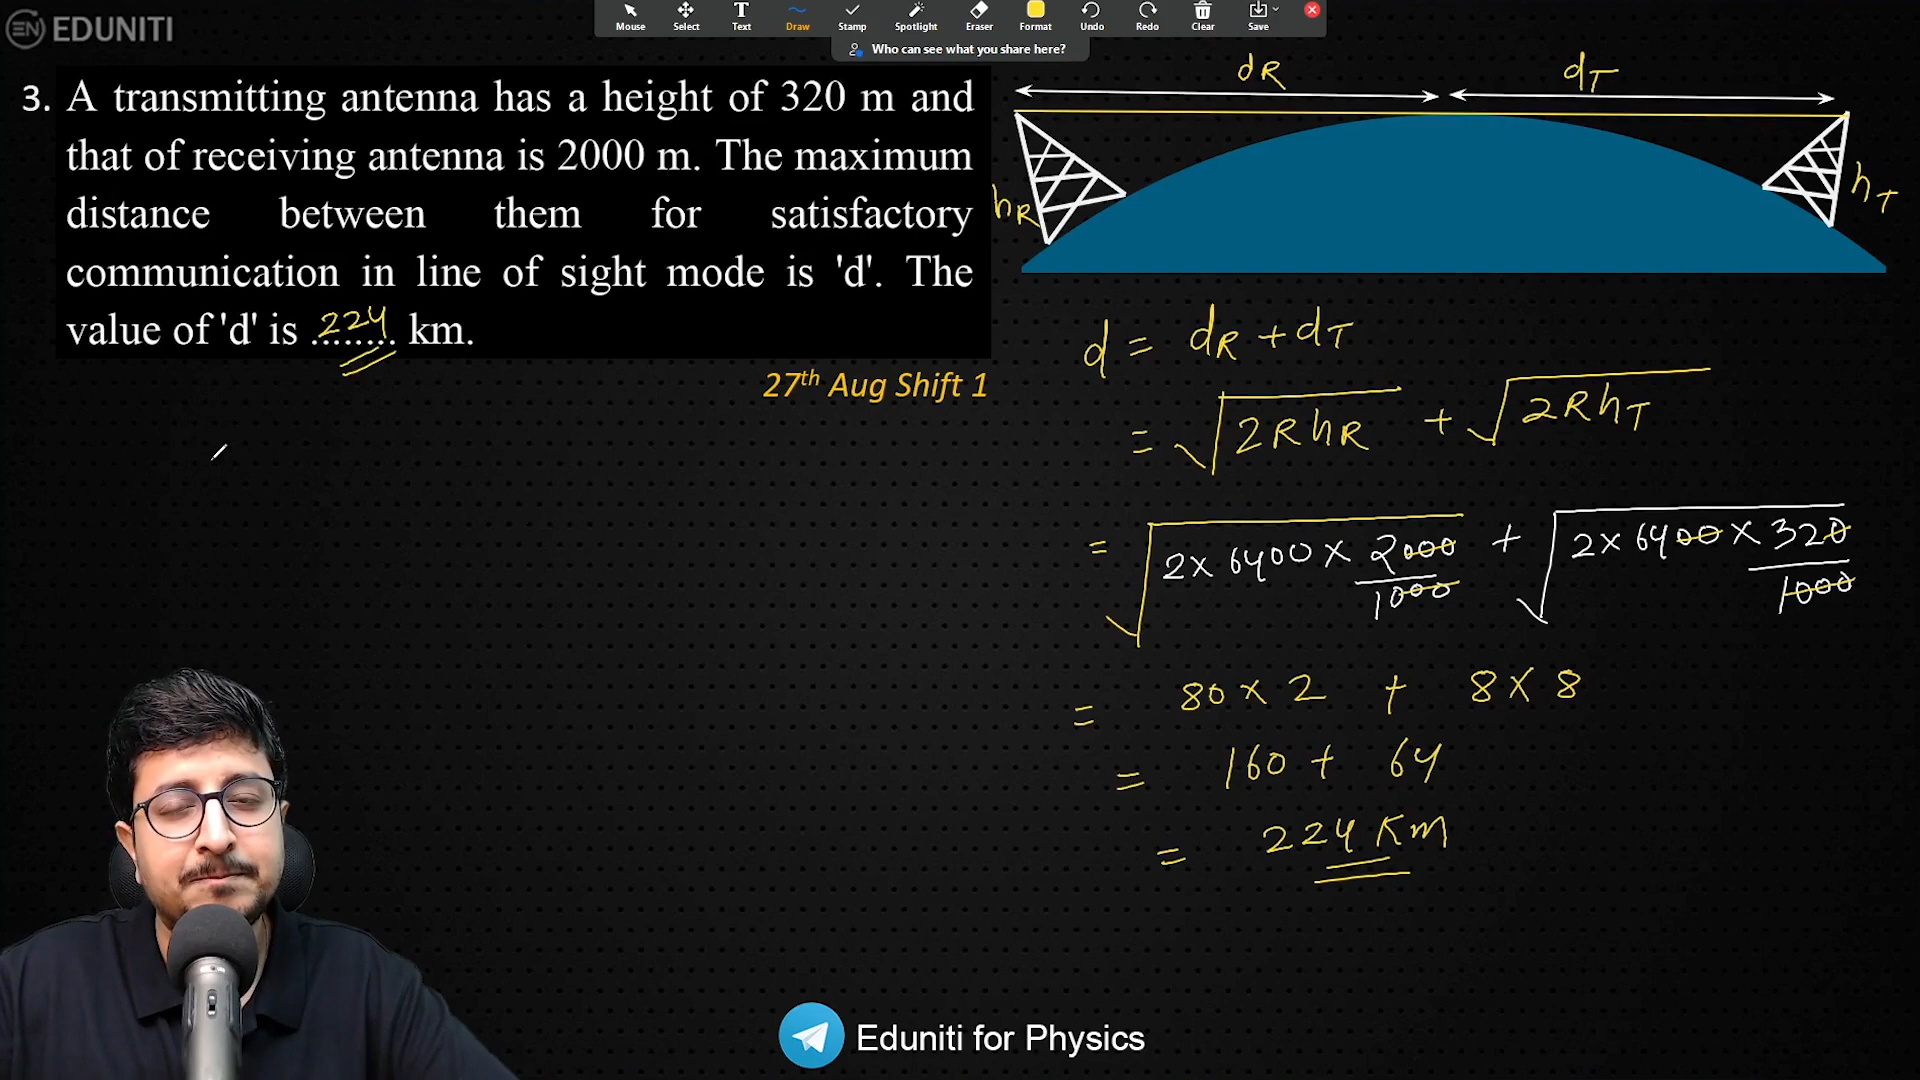 EN EDUNITI
Mouse Select Text Draw Stamp Spotlight Eraser Format Undo Redo Clear Save
Who can see what you share here?
3. A transmitting antenna has a height of 320 m and
that of receiving antenna is 2000 m. The maximum
distance between them for satisfactory
communication in line of sight mode is 'd'. The
value of 'd' is ..224.. km.
27th Aug Shift 1
dR dT
hR hT
d = dR + dT
= √2RhR + √2RhT
= √2 × 6400 × 2000/1000 + √2 × 6400 × 320/1000
= 80 × 2 + 8 × 8
= 160 + 64
= 224 Km
Eduniti for Physics